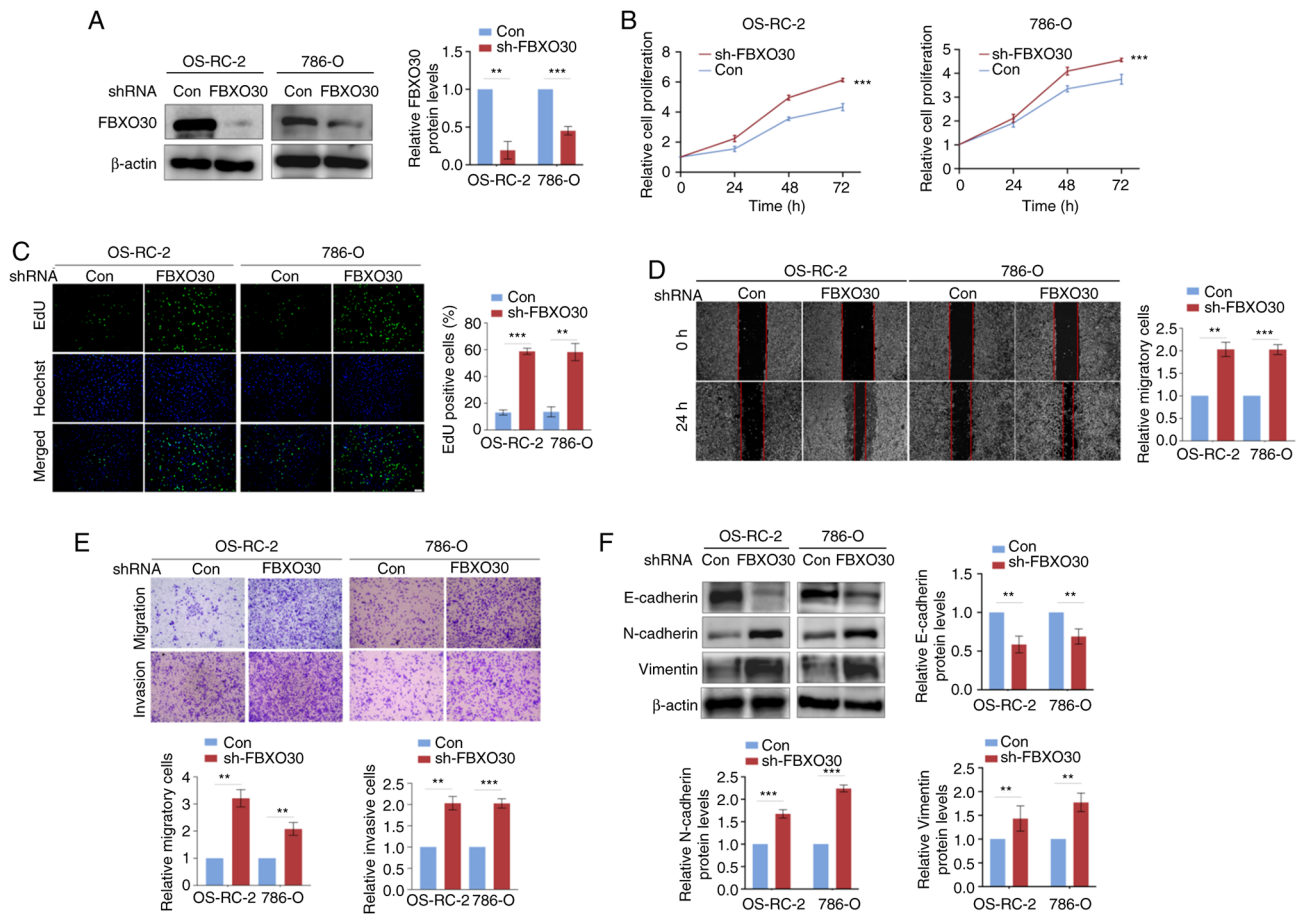 A
OS-RC-2 786-O
shRNA Con FBXO30 Con FBXO30
FBXO30
β-actin
Con
sh-FBXO30
Relative FBXO30
protein levels
1.5
1.0
0.5
0.0
** ***
OS-RC-2 786-O
B
OS-RC-2
sh-FBXO30
Con
Relative cell proliferation
8
6
4
2
0
***
0 24 48 72
Time (h)
786-O
sh-FBXO30
Con
Relative cell proliferation
5
4
3
2
1
0
***
0 24 48 72
Time (h)
C
OS-RC-2 786-O
shRNA Con FBXO30 Con FBXO30
EdU
Hoechst
Merged
Con
sh-FBXO30
EdU positive cells (%)
80
60
40
20
0
*** **
OS-RC-2 786-O
D
OS-RC-2 786-O
shRNA Con FBXO30 Con FBXO30
0 h
24 h
Con
sh-FBXO30
Relative migratory cells
2.5
2.0
1.5
1.0
0.5
0.0
** ***
OS-RC-2 786-O
E
OS-RC-2 786-O
shRNA Con FBXO30 Con FBXO30
Migration
Invasion
Con
sh-FBXO30
Relative migratory cells
4
3
2
1
0
** **
OS-RC-2 786-O
Con
sh-FBXO30
Relative invasive cells
2.5
2.0
1.5
1.0
0.5
0.0
** ***
OS-RC-2 786-O
F
OS-RC-2 786-O
shRNA Con FBXO30 Con FBXO30
E-cadherin
N-cadherin
Vimentin
β-actin
Con
sh-FBXO30
Relative E-cadherin
protein levels
1.5
1.0
0.5
0.0
** **
OS-RC-2 786-O
Con
sh-FBXO30
Relative N-cadherin
protein levels
2.5
2.0
1.5
1.0
0.5
0.0
*** ***
OS-RC-2 786-O
Con
sh-FBXO30
Relative Vimentin
protein levels
2.5
2.0
1.5
1.0
0.5
0.0
** **
OS-RC-2 786-O